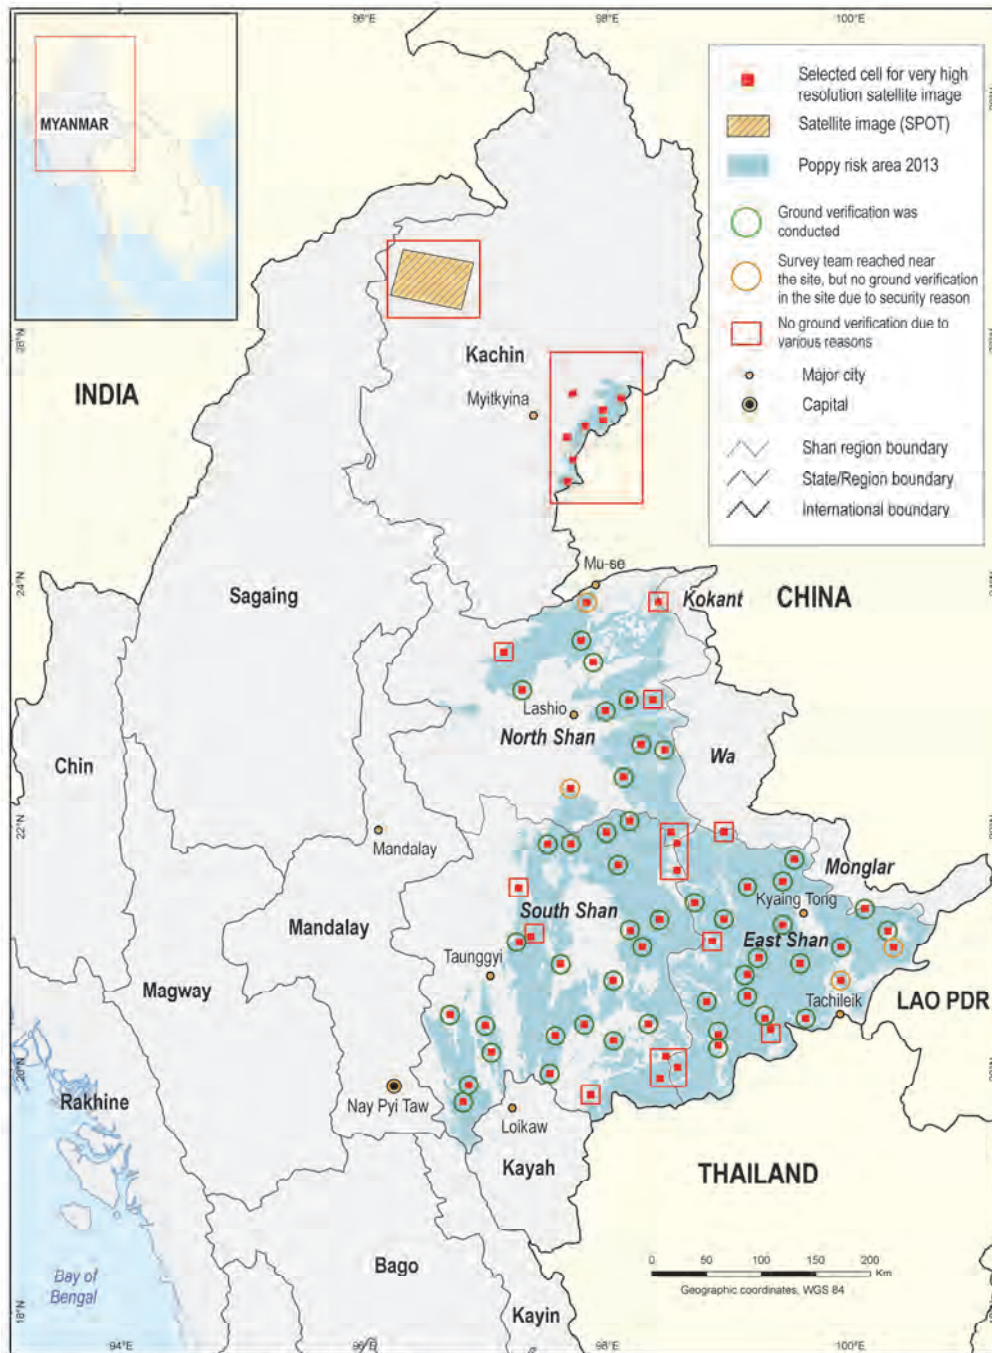 96°E
98°E
100°E
MYANMAR
Selected cell for very high
resolution satellite image
Satellite image (SPOT)
Poppy risk area 2013
Ground verification was
conducted
Survey team reached near
the site, but no ground verification
in the site due to security reason
No ground verification due to
various reasons
Major city
Capital
Shan region boundary
State/Region boundary
International boundary
INDIA
Kachin
Myitkyina
Mu-se
Kokant
CHINA
Sagaing
Lashio
North Shan
Wa
Chin
Mandalay
Monglar
Kyaing Tong
South Shan
Mandalay
East Shan
Taunggyi
Magway
Tachileik
LAO PDR
Rakhine
Nay Pyi Taw
Loikaw
Kayah
THAILAND
Bago
0 50 100 150 200
Km
Geographic coordinates, WGS 84
Bay of
Bengal
Kayin
24°N
22°N
20°N
18°N
94°E
98°E
100°E